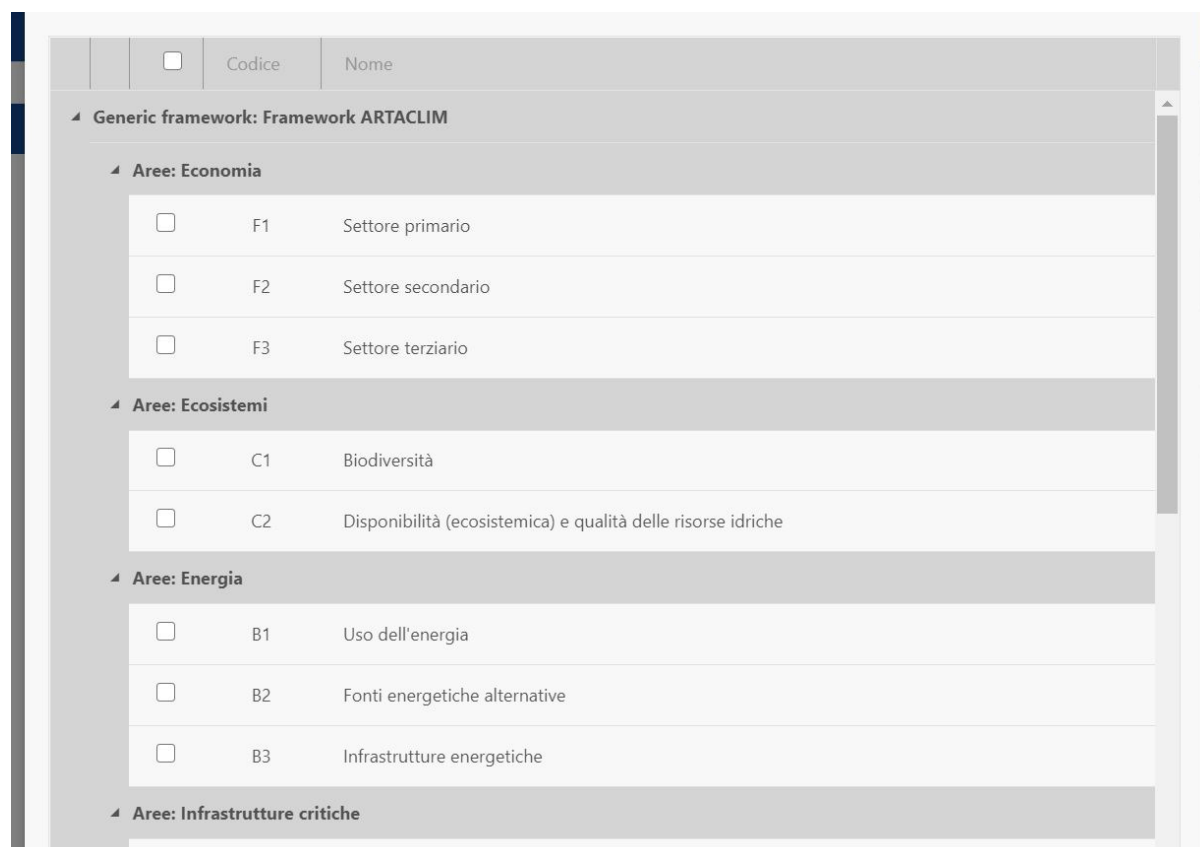 Codice Nome
Generic framework: Framework ARTACLIM
Aree: Economia
F1 Settore primario
F2 Settore secondario
F3 Settore terziario
Aree: Ecosistemi
C1 Biodiversità
C2 Disponibilità (ecosistemica) e qualità delle risorse idriche
Aree: Energia
B1 Uso dell'energia
B2 Fonti energetiche alternative
B3 Infrastrutture energetiche
Aree: Infrastrutture critiche